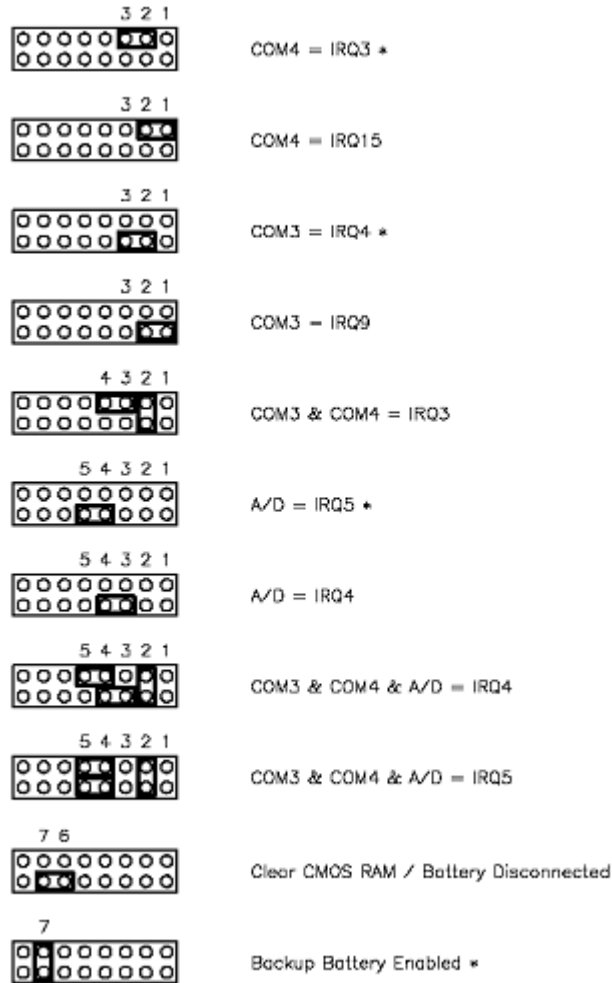 3 2 1
COM4 = IRQ3 *
3 2 1
COM4 = IRQ15
3 2 1
COM3 = IRQ4 *
3 2 1
COM3 = IRQ9
4 3 2 1
COM3 & COM4 = IRQ3
5 4 3 2 1
A/D = IRQ5 *
5 4 3 2 1
A/D = IRQ4
5 4 3 2 1
COM3 & COM4 & A/D = IRQ4
5 4 3 2 1
COM3 & COM4 & A/D = IRQ5
7 6
Clear CMOS RAM / Battery Disconnected
7
Backup Battery Enabled *